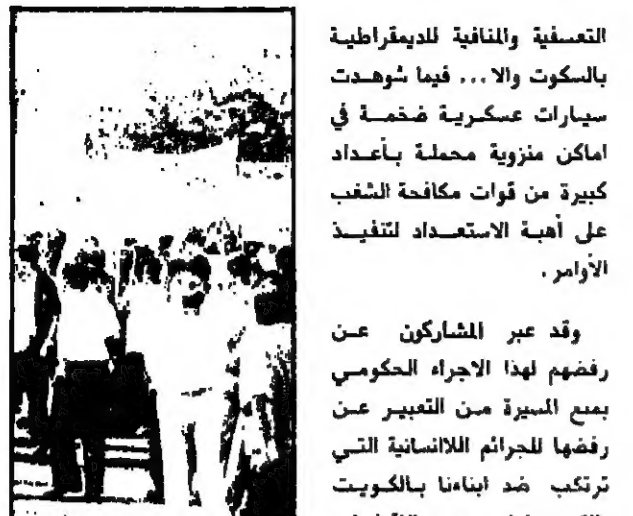 التعسفية والمنافية للديمقراطية
بالسكوت والا ... فيما شوهدت
سيارات عسكرية ضخمة في
اماكن منزوية محملة بأعداد
كبيرة من قوات مكافحة الشغب
على أهبة الاستعداد لتنفيذ
الأوامر .
وقد عبر المشاركون عن
رفضهم لهذا الاجراء الحكومي
بمنع المسيرة من التعبير عن
رفضها للجرائم اللاانسانية التي
ترتكب ضد ابناءنا بالكويت